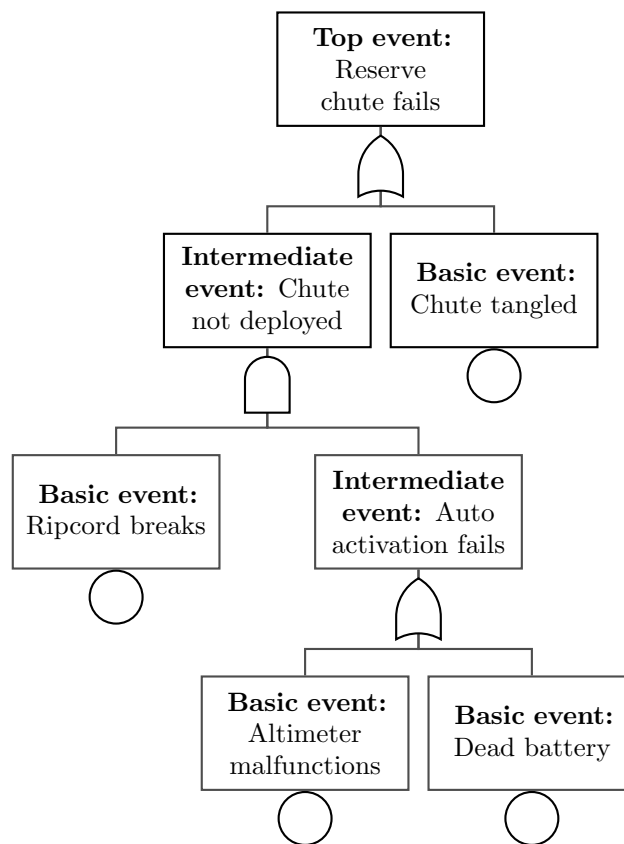 Top event:
Reserve
chute fails
Intermediate
event: Chute
not deployed
Basic event:
Chute tangled
Basic event:
Ripcord breaks
Intermediate
event: Auto
activation fails
Basic event:
Altimeter
malfunctions
Basic event:
Dead battery